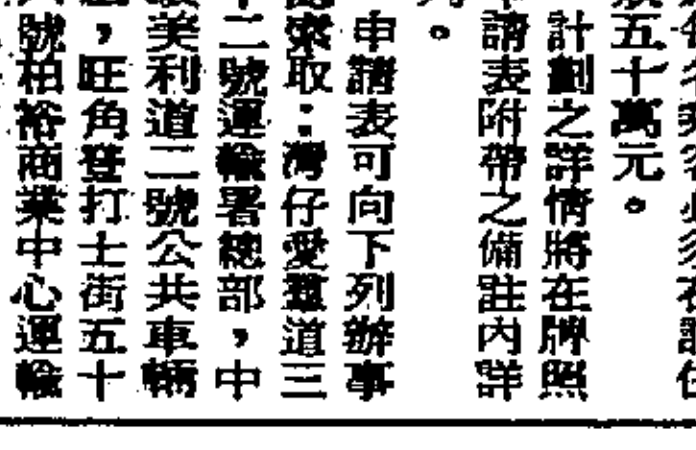 五十萬元。
計劃之詳情將在牌照
請表附帶之備註內詳
。
申請表可向下列辦事
索取：灣仔愛羣道三
十二號運輸署總部，中
美利道二號公共車輛
，旺角登打士街五十
號柏裕商業中心運輸